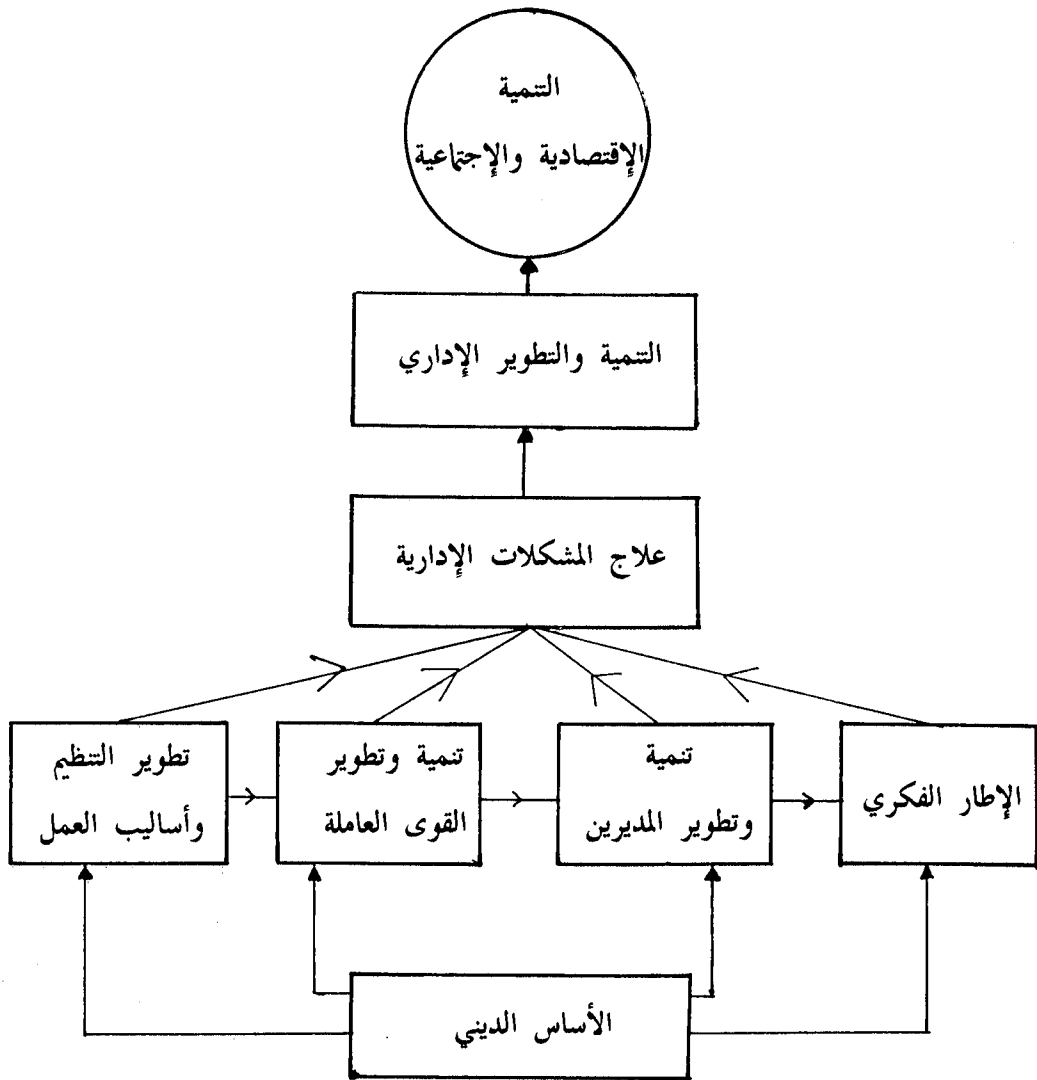 التنمية
الإقتصادية والإجتماعية
التنمية والتطوير الإداري
علاج المشكلات الإدارية
الإطار الفكري
تنمية
وتطوير المديرين
تنمية وتطوير
القوى العاملة
تطوير التنظيم
وأساليب العمل
الأساس الديني